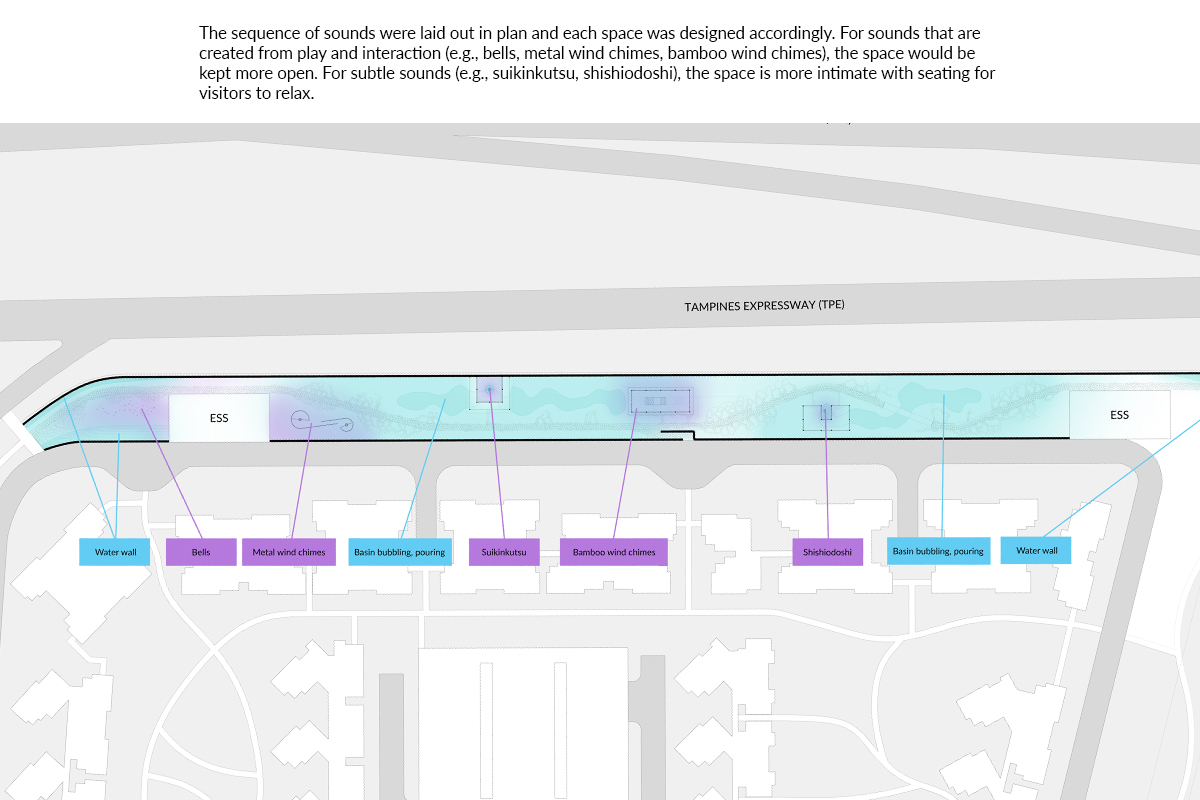 The sequence of sounds were laid out in plan and each space was designed accordingly. For sounds that are
created from play and interaction (e.g., bells, metal wind chimes, bamboo wind chimes), the space would be
kept more open. For subtle sounds (e.g., suikinkutsu, shishiodoshi), the space is more intimate with seating for
visitors to relax.
TAMPINES EXPRESSWAY (TPE)
ESS
ESS
Water wall
Bells
Metal wind chimes
Basin bubbling, pouring
Suikinkutsu
Bamboo wind chimes
Shishiodoshi
Basin bubbling, pouring
Water wall